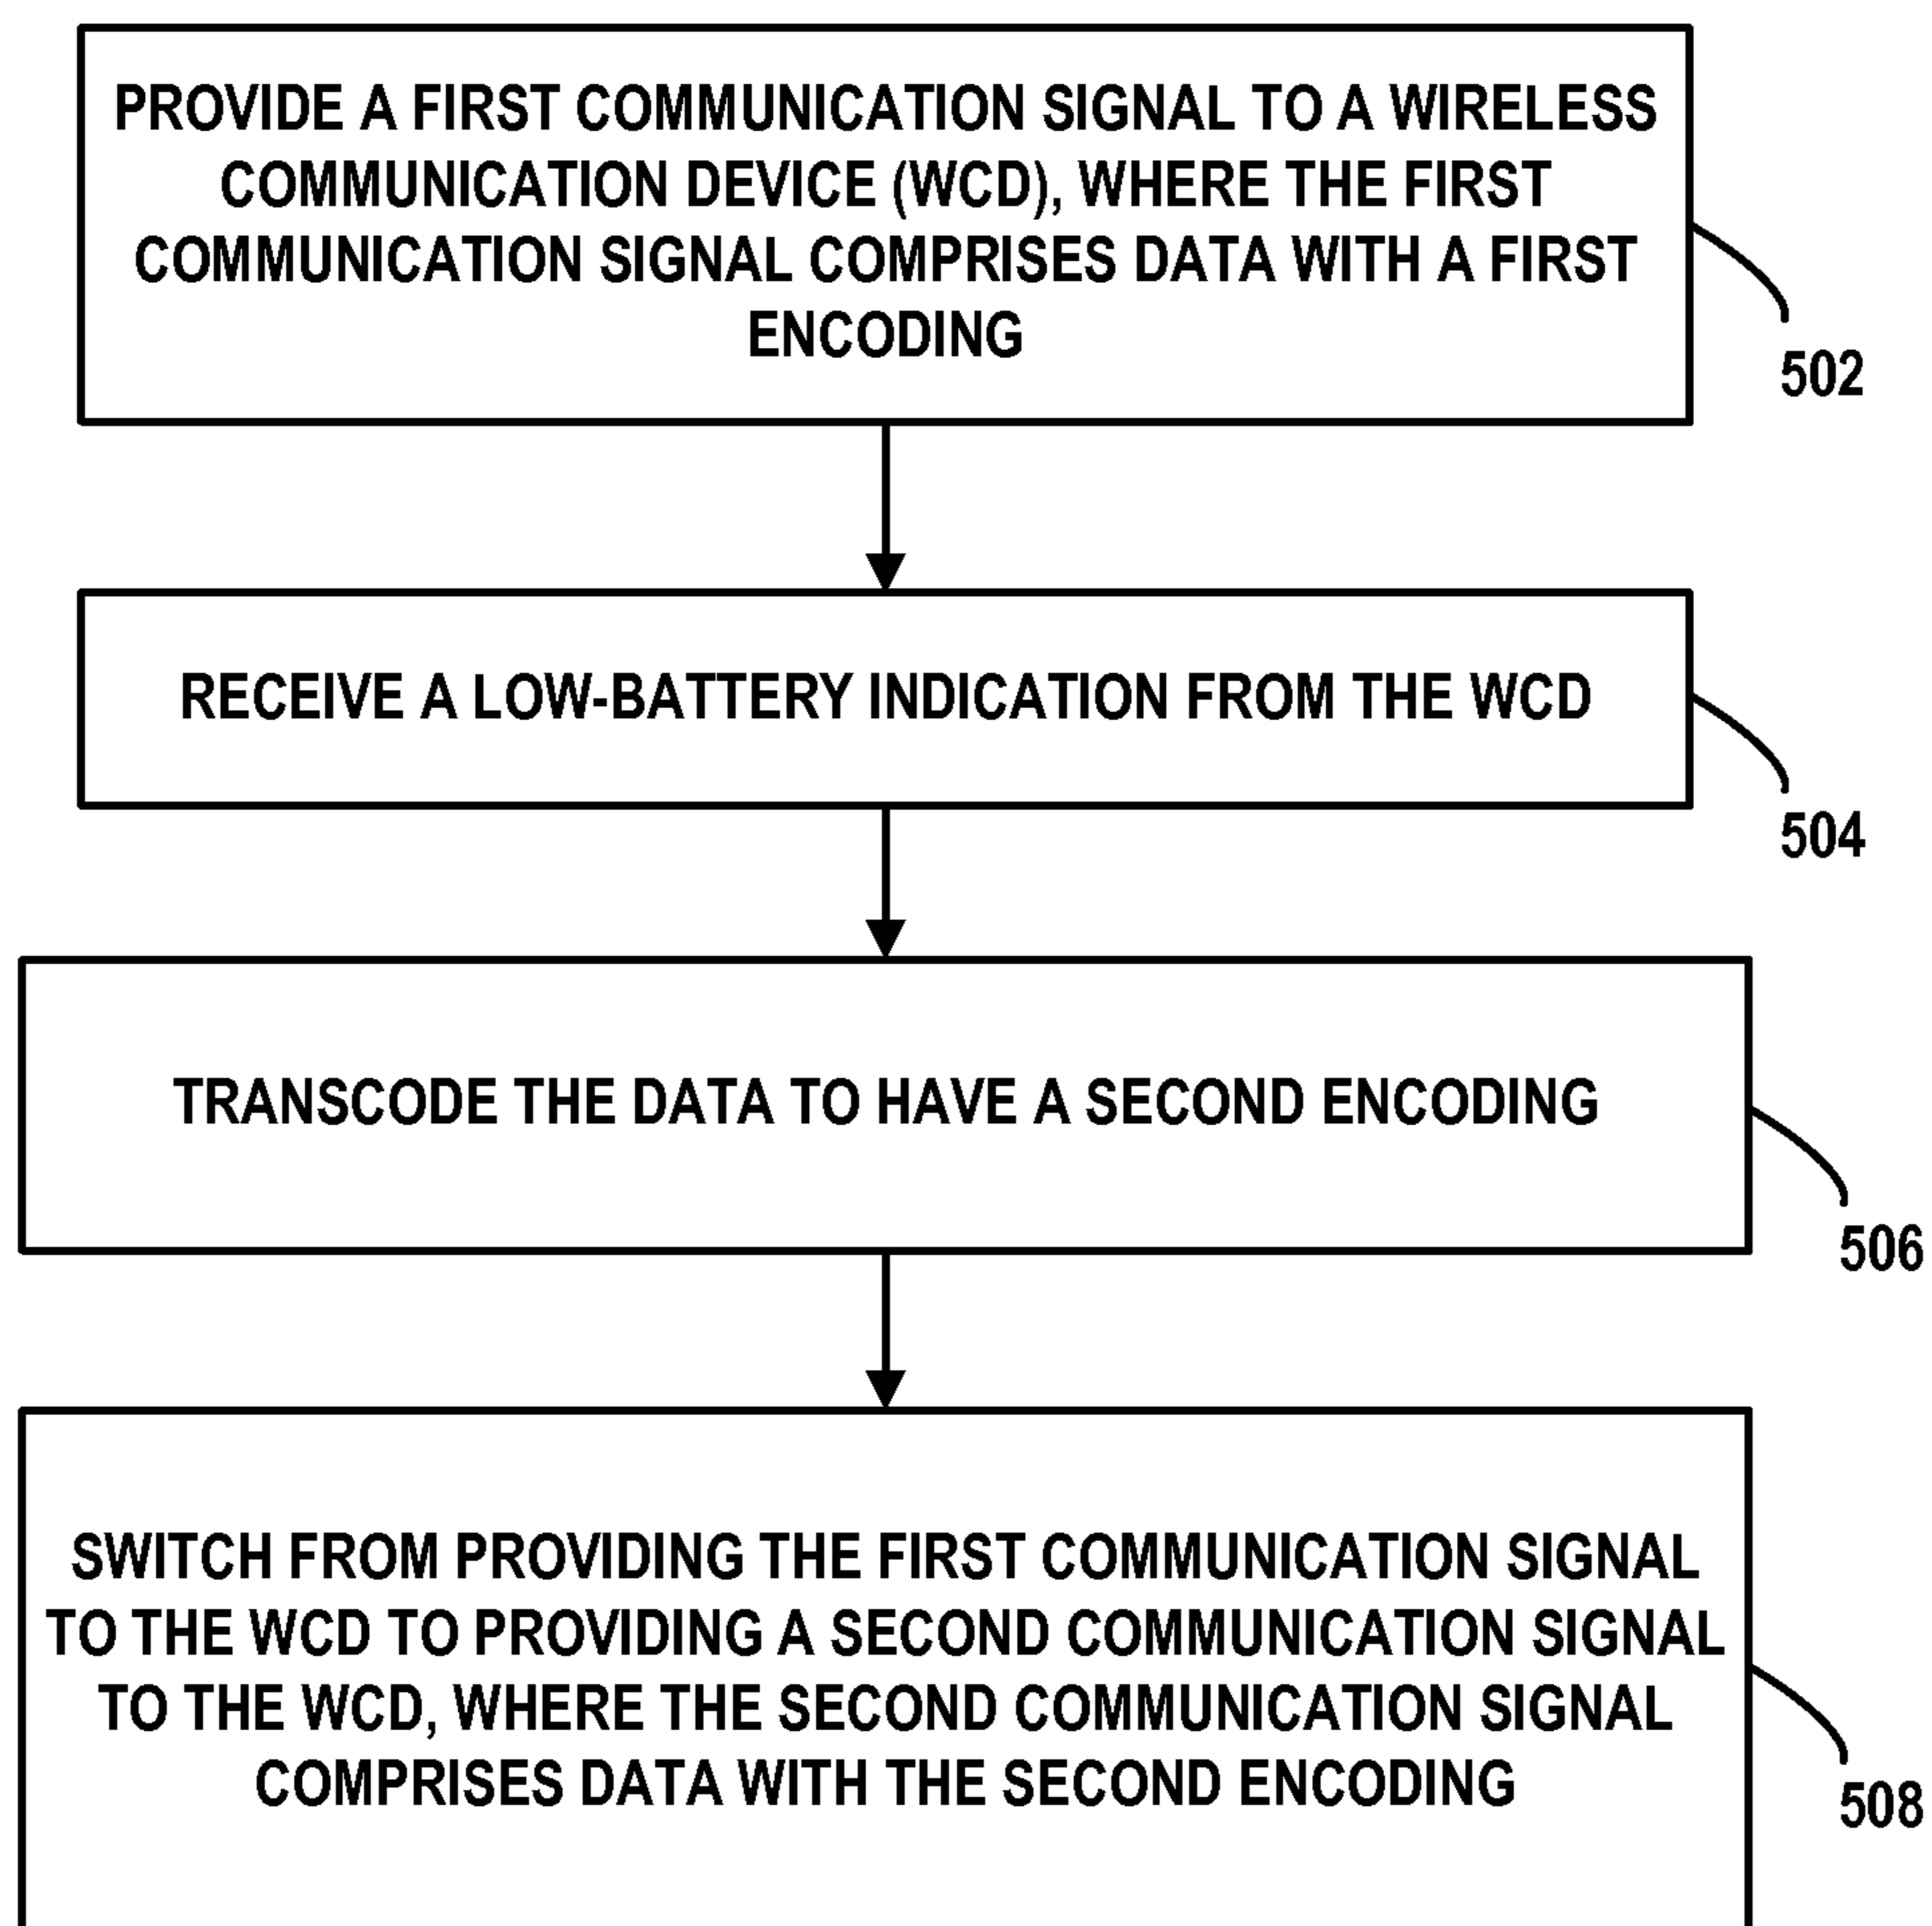 PROVIDE A FIRST COMMUNICATION SIGNAL TO A WIRELESS
COMMUNICATION DEVICE (WCD), WHERE THE FIRST
COMMUNICATION SIGNAL COMPRISES DATA WITH A FIRST
ENCODING
502
RECEIVE A LOW-BATTERY INDICATION FROM THE WCD
504
TRANSCODE THE DATA TO HAVE A SECOND ENCODING
506
SWITCH FROM PROVIDING THE FIRST COMMUNICATION SIGNAL
TO THE WCD TO PROVIDING A SECOND COMMUNICATION SIGNAL
TO THE WCD, WHERE THE SECOND COMMUNICATION SIGNAL
COMPRISES DATA WITH THE SECOND ENCODING
508